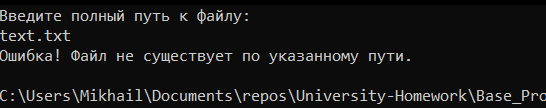 Введите полный путь к файлу:
text.txt
Ошибка! Файл не существует по указанному пути.
C:\Users\Mikhail\Documents\repos\University-Homework\Base_Pro